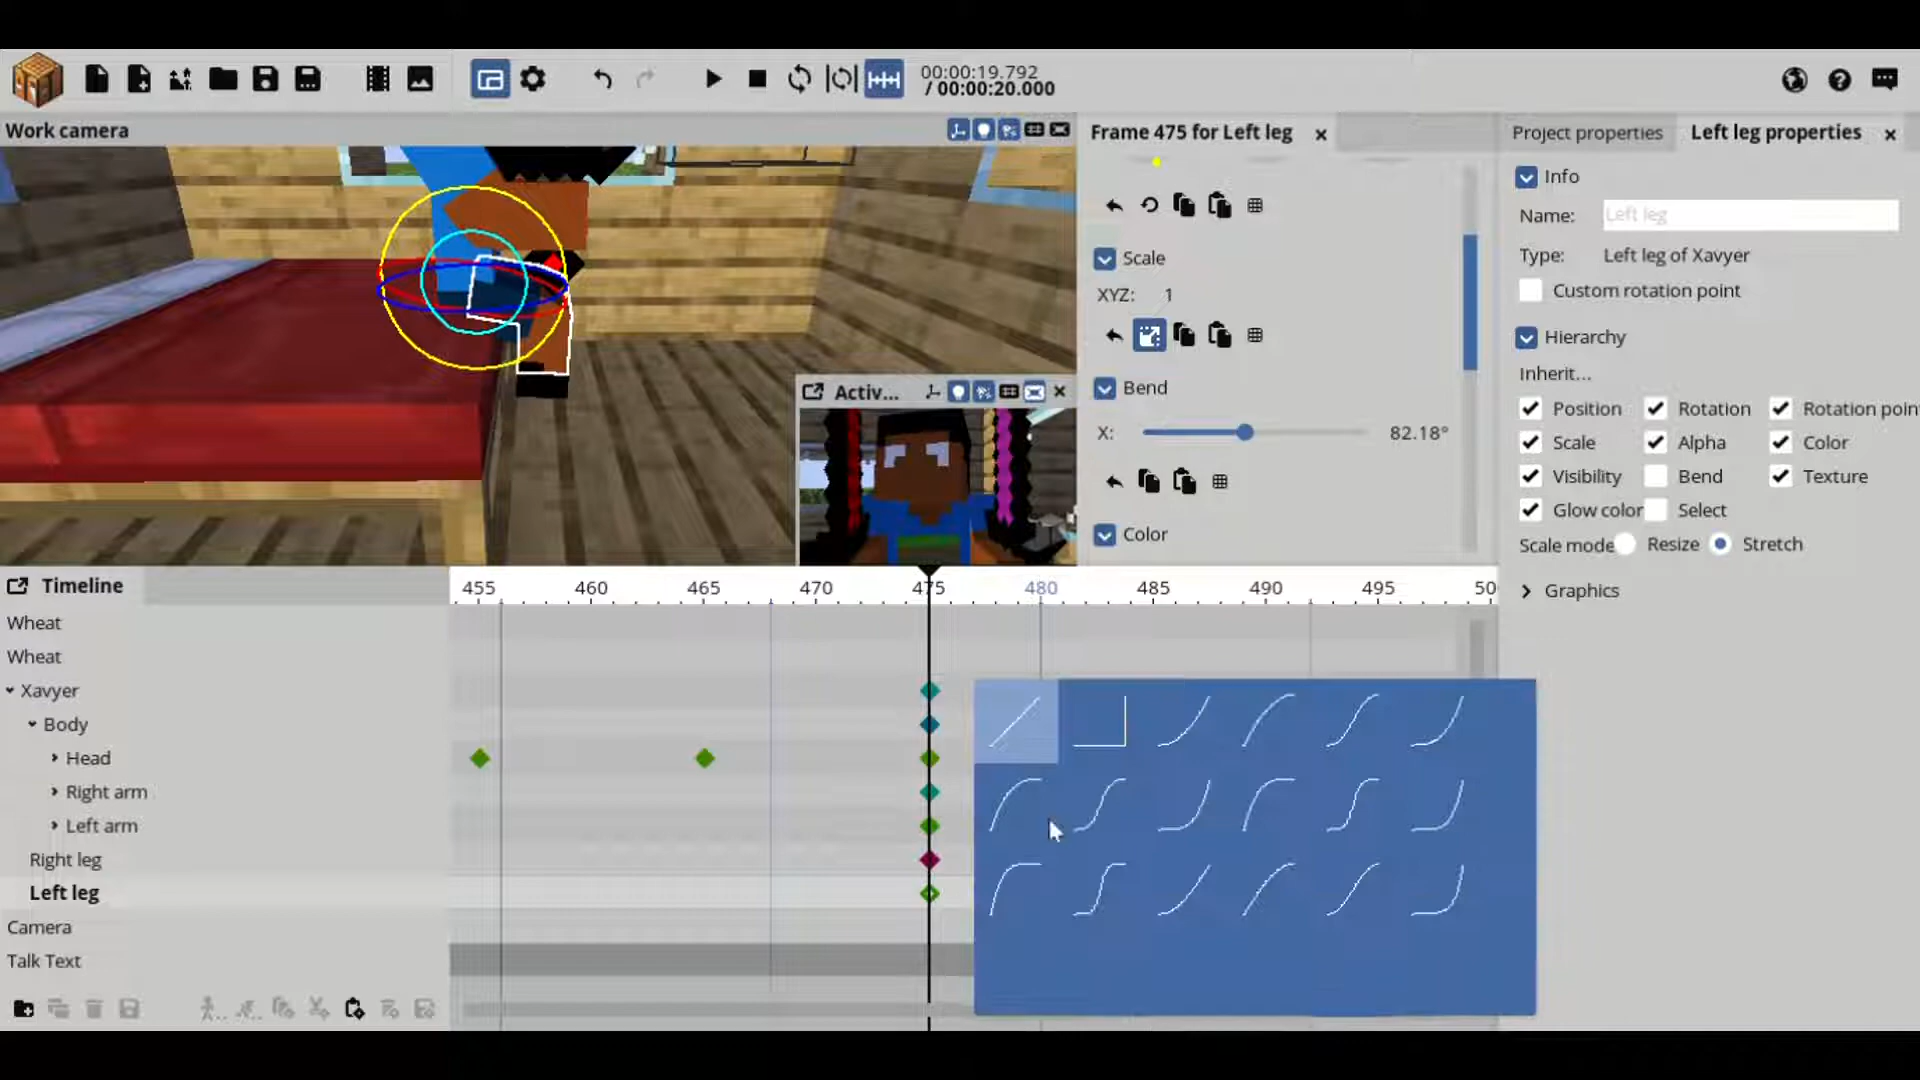 00:00:19.792
/ 00:00:20.000
Work camera
Frame 475 for Left leg
Project properties
Left leg properties
Info
Name: Left leg
Type: Left leg of Xavyer
Custom rotation point
Hierarchy
Inherit...
Position Rotation Rotation poin
Scale Alpha Color
Visibility Bend Texture
Glow color Select
Scale mode Resize Stretch
Graphics
Scale
XYZ: 1
Bend
X: 82.18°
Color
Activ...
Timeline
455 460 465 470 475 480 485 490 495 50
Wheat
Wheat
Xavyer
Body
Head
Right arm
Left arm
Right leg
Left leg
Camera
Talk Text